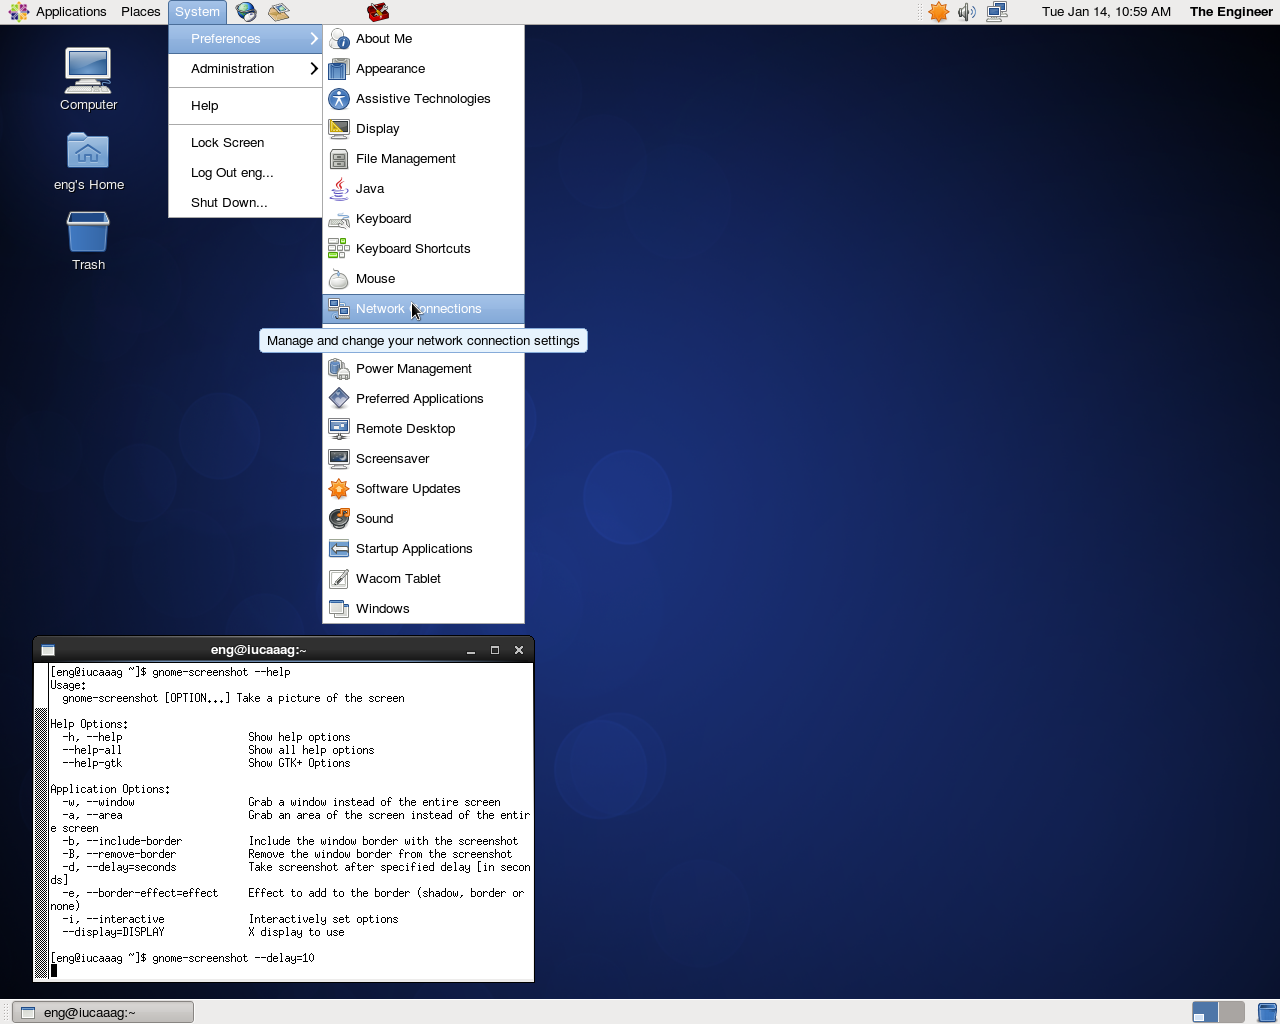 Applications Places System
Tue Jan 14, 10:59 AM The Engineer
Computer
eng's Home
Trash
Preferences
Administration
Help
Lock Screen
Log Out eng...
Shut Down...
About Me
Appearance
Assistive Technologies
Display
File Management
Java
Keyboard
Keyboard Shortcuts
Mouse
Network Connections
Manage and change your network connection settings
Power Management
Preferred Applications
Remote Desktop
Screensaver
Software Updates
Sound
Startup Applications
Wacom Tablet
Windows
eng@iucaaag:~
[eng@iucaaag ~]$ gnome-screenshot --help
Usage:
gnome-screenshot [OPTION...] Take a picture of the screen
Help Options:
-h, --help Show help options
--help-all Show all help options
--help-gtk Show GTK+ Options
Application Options:
-w, --window Grab a window instead of the entire screen
-a, --area Grab an area of the screen instead of the entir
e screen
-b, --include-border Include the window border with the screenshot
-B, --remove-border Remove the window border from the screenshot
-d, --delay=seconds Take screenshot after specified delay [in secon
ds]
-e, --border-effect=effect Effect to add to the border (shadow, border or
none)
-i, --interactive Interactively set options
--display=DISPLAY X display to use
[eng@iucaaag ~]$ gnome-screenshot --delay=10
eng@iucaaag:~